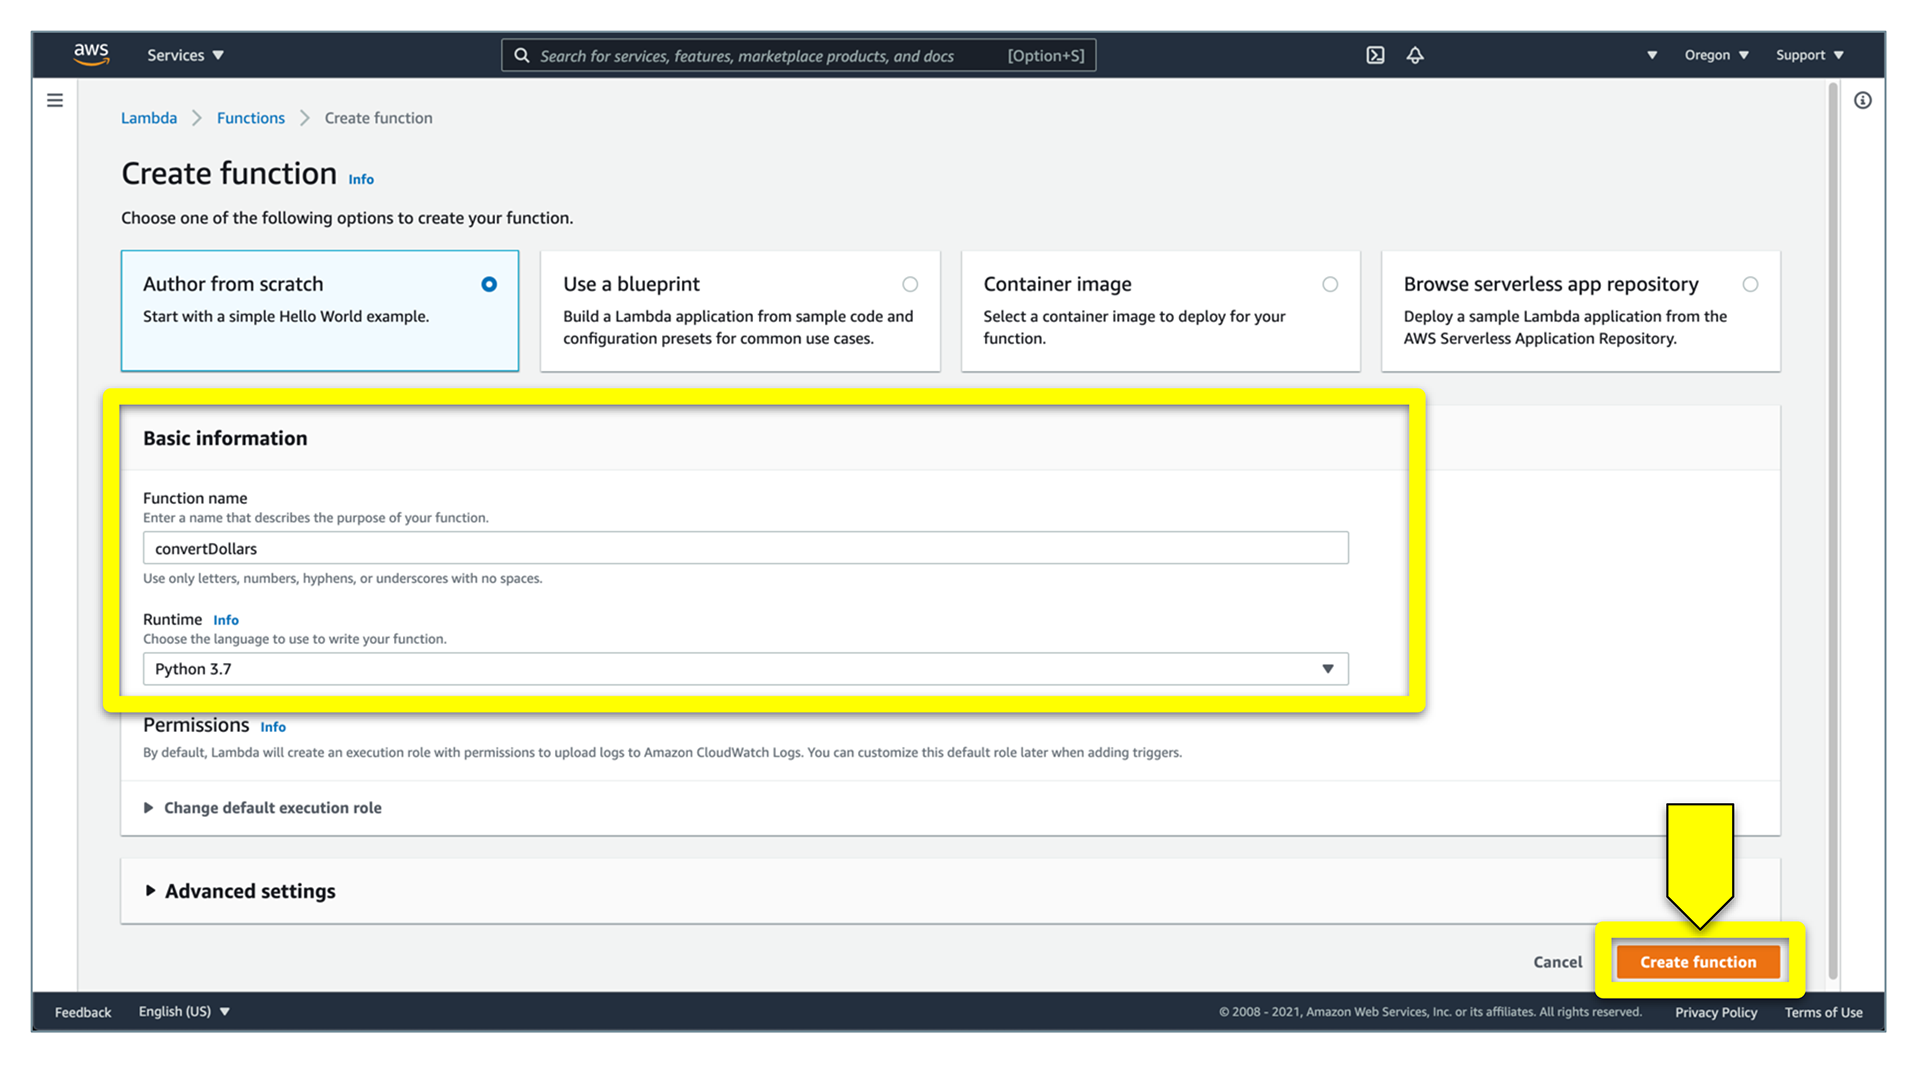 aws Services Search for services, features, marketplace products, and docs [Option+S] Oregon Support
Lambda Functions Create function
Create function Info
Choose one of the following options to create your function.
Author from scratch
Start with a simple Hello World example.
Use a blueprint
Build a Lambda application from sample code and
configuration presets for common use cases.
Container image
Select a container image to deploy for your
function.
Browse serverless app repository
Deploy a sample Lambda application from the
AWS Serverless Application Repository.
Basic information
Function name
Enter a name that describes the purpose of your function.
convertDollars
Use only letters, numbers, hyphens, or underscores with no spaces.
Runtime Info
Choose the language to use to write your function.
Python 3.7
Permissions Info
By default, Lambda will create an execution role with permissions to upload logs to Amazon CloudWatch Logs. You can customize this default role later when adding triggers.
Change default execution role
Advanced settings
Cancel Create function
Feedback English (US) © 2008 - 2021, Amazon Web Services, Inc. or its affiliates. All rights reserved. Privacy Policy Terms of Use